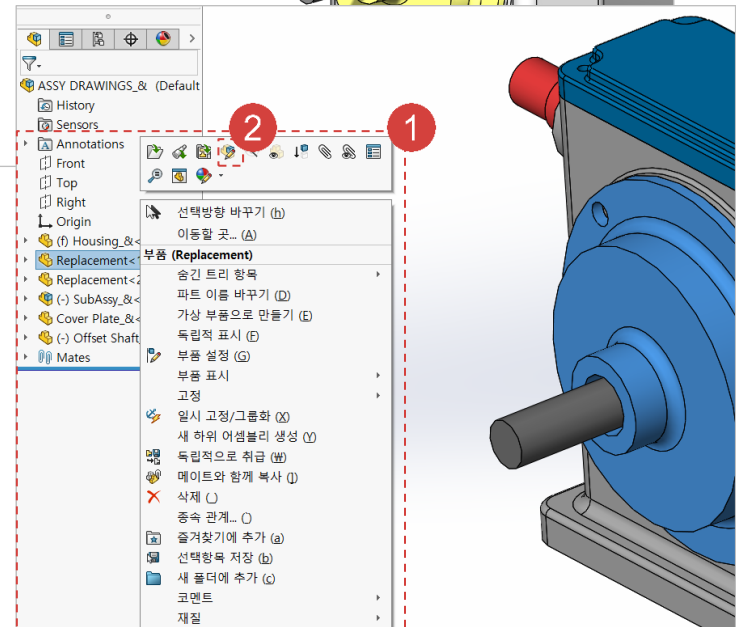 ASSY DRAWINGS_& (Default
History
Sensors
2
1
Annotations
Front
Top
Right
Origin
(f) Housing_&<
Replacement<1
Replacement<2
(-) SubAssy_&<
Cover Plate_&<
(-) Offset Shaft_
Mates
선택방향 바꾸기 (h)
이동할 곳... (A)
부품 (Replacement)
숨긴 트리 항목
파트 이름 바꾸기 (D)
가상 부품으로 만들기 (E)
독립적 표시 (F)
부품 설정 (G)
부품 표시
고정
일시 고정/그룹화 (X)
새 하위 어셈블리 생성 (Y)
독립적으로 취급 (W)
메이트와 함께 복사 (])
삭제 (_)
종속 관계... ()
즐겨찾기에 추가 (a)
선택항목 저장 (b)
새 폴더에 추가 (c)
코멘트
재질